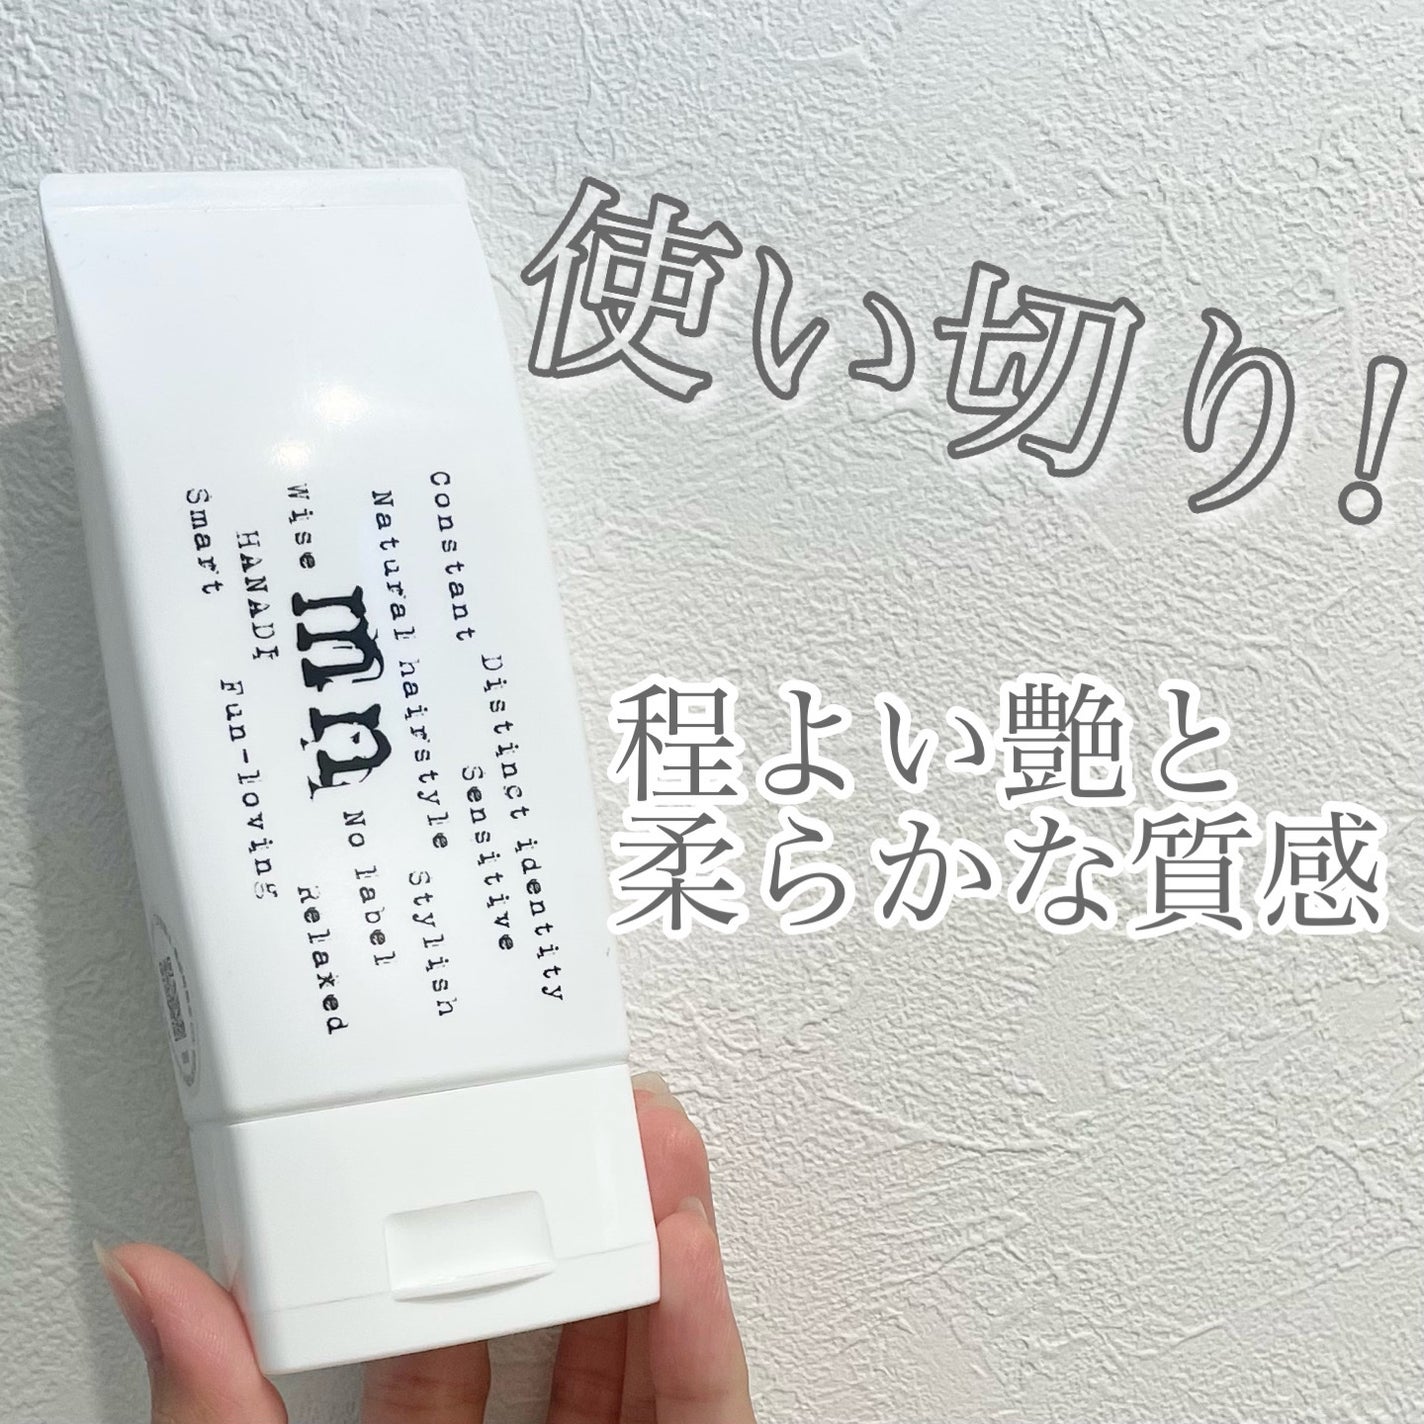 使い切り!
程よい艶と
柔らかな質感
Constant Distinct identity
Sensitive
Natural hairstyle Stylish
Wise mn No label
HANADI Relaxed
Smart Fun-loving